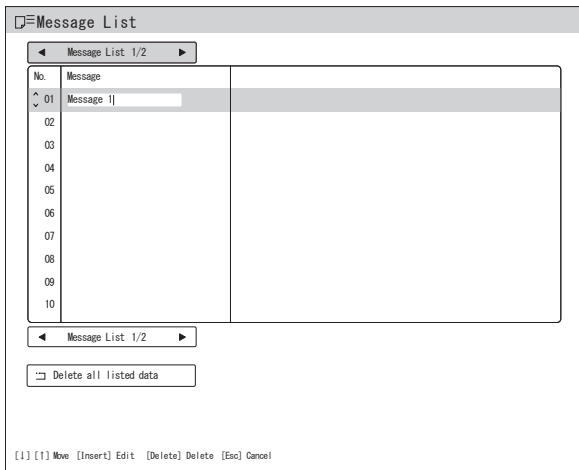 Message List
◀ Message List 1/2 ▶
No. Message
01 Message 1
02
03
04
05
06
07
08
09
10
◀ Message List 1/2 ▶
Delete all listed data
[↓] [↑] Move [Insert] Edit [Delete] Delete [Esc] Cancel